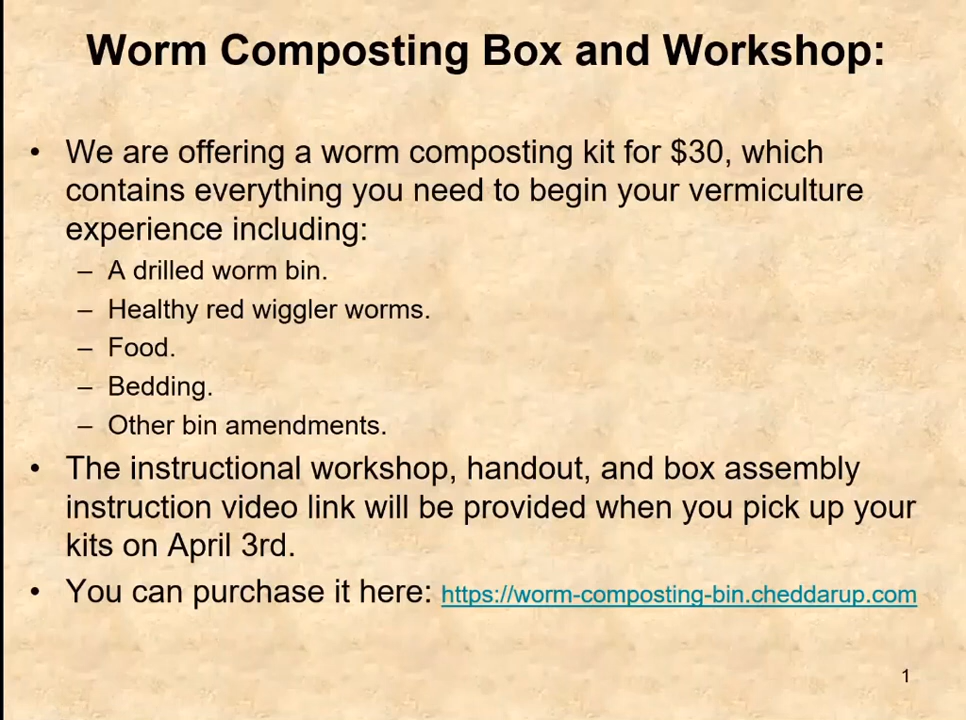 Worm Composting Box and Workshop:
• We are offering a worm composting kit for $30, which
contains everything you need to begin your vermiculture
experience including:
– A drilled worm bin.
– Healthy red wiggler worms.
– Food.
– Bedding.
– Other bin amendments.
• The instructional workshop, handout, and box assembly
instruction video link will be provided when you pick up your
kits on April 3rd.
• You can purchase it here: https://worm-composting-bin.cheddarup.com
1